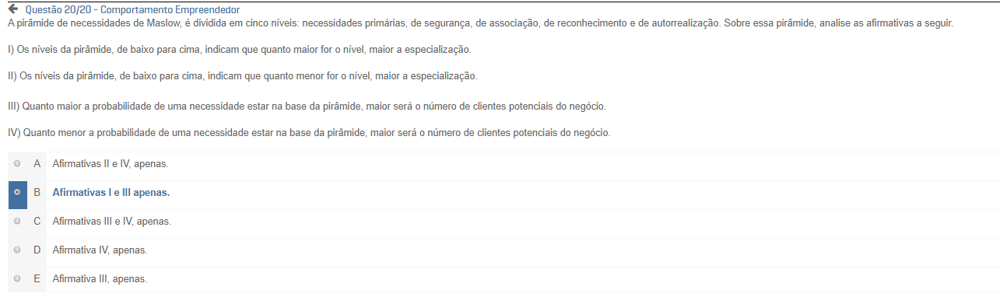 Questão 20/20 - Comportamento Empreendedor
A pirâmide de necessidades de Maslow, é dividida em cinco níveis: necessidades primárias, de segurança, de associação, de reconhecimento e de autorrealização. Sobre essa pirâmide, analise as afirmativas a seguir.
I) Os níveis da pirâmide, de baixo para cima, indicam que quanto maior for o nível, maior a especialização.
II) Os níveis da pirâmide, de baixo para cima, indicam que quanto menor for o nível, maior a especialização.
III) Quanto maior a probabilidade de uma necessidade estar na base da pirâmide, maior será o número de clientes potenciais do negócio.
IV) Quanto menor a probabilidade de uma necessidade estar na base da pirâmide, maior será o número de clientes potenciais do negócio.
A Afirmativas II e IV, apenas.
B Afirmativas I e III apenas.
C Afirmativas III e IV, apenas.
D Afirmativa IV, apenas.
E Afirmativa III, apenas.